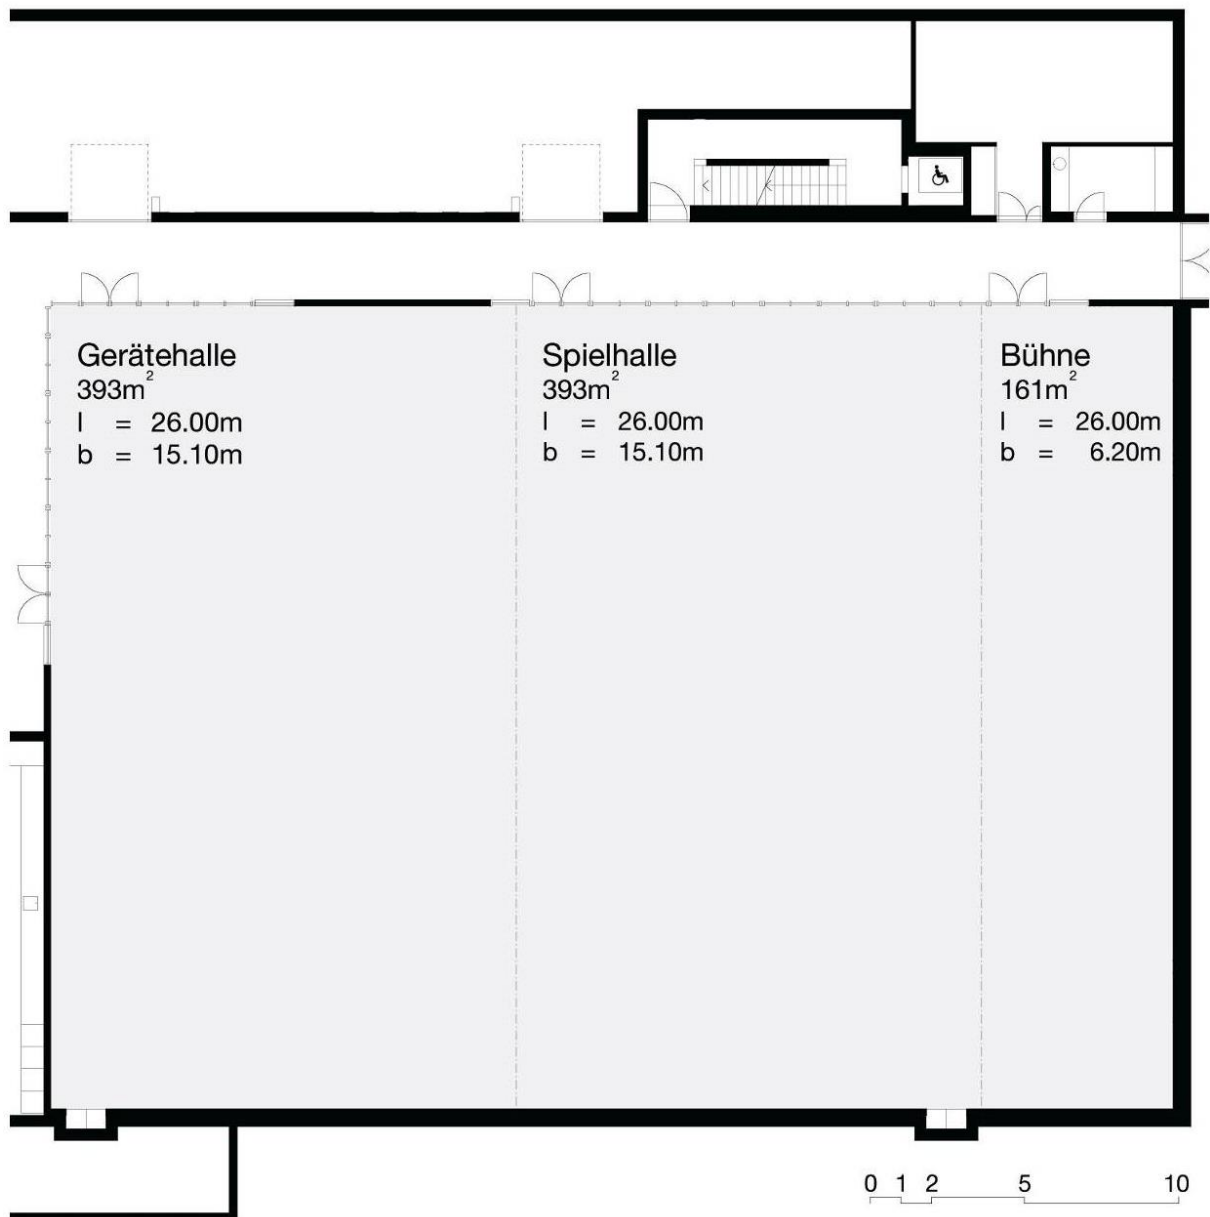 Gerätehalle
393m²
l = 26.00m
b = 15.10m
Spielhalle
393m²
l = 26.00m
b = 15.10m
Bühne
161m²
l = 26.00m
b = 6.20m
0 1 2 5 10